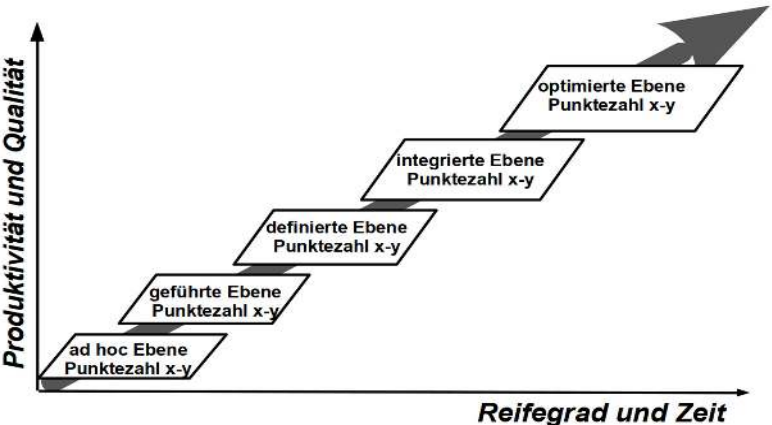 Produktivität und Qualität
optimierte Ebene
Punktezahl x-y
integrierte Ebene
Punktezahl x-y
definierte Ebene
Punktezahl x-y
geführte Ebene
Punktezahl x-y
ad hoc Ebene
Punktezahl x-y
Reifegrad und Zeit